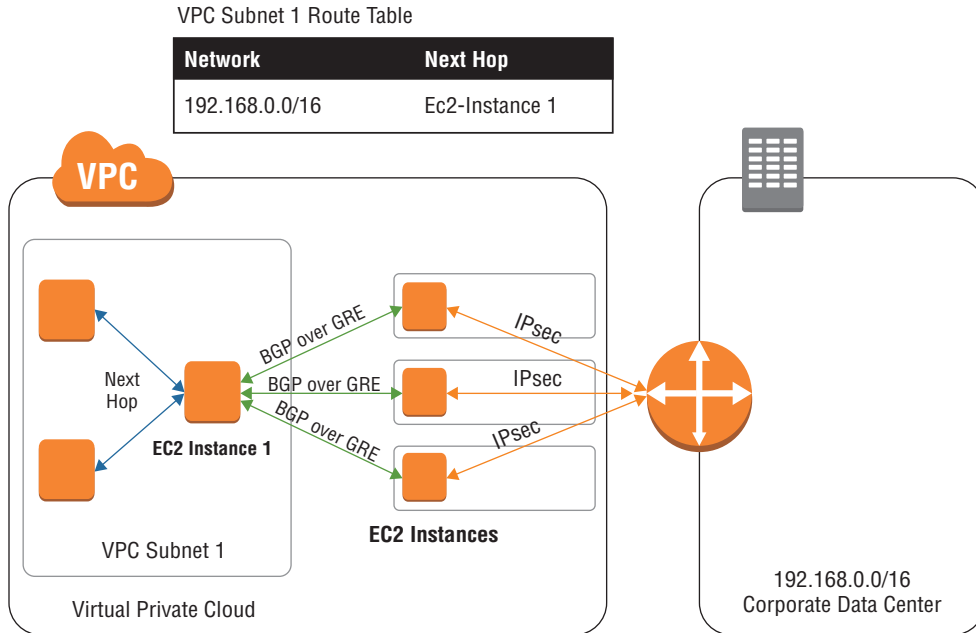 VPC Subnet 1 Route Table
Network Next Hop
192.168.0.0/16 Ec2-Instance 1
VPC
BGP over GRE
IPsec
Next
Hop
BGP over GRE
IPsec
EC2 Instance 1
BGP over GRE
IPsec
EC2 Instances
VPC Subnet 1
Virtual Private Cloud
192.168.0.0/16
Corporate Data Center